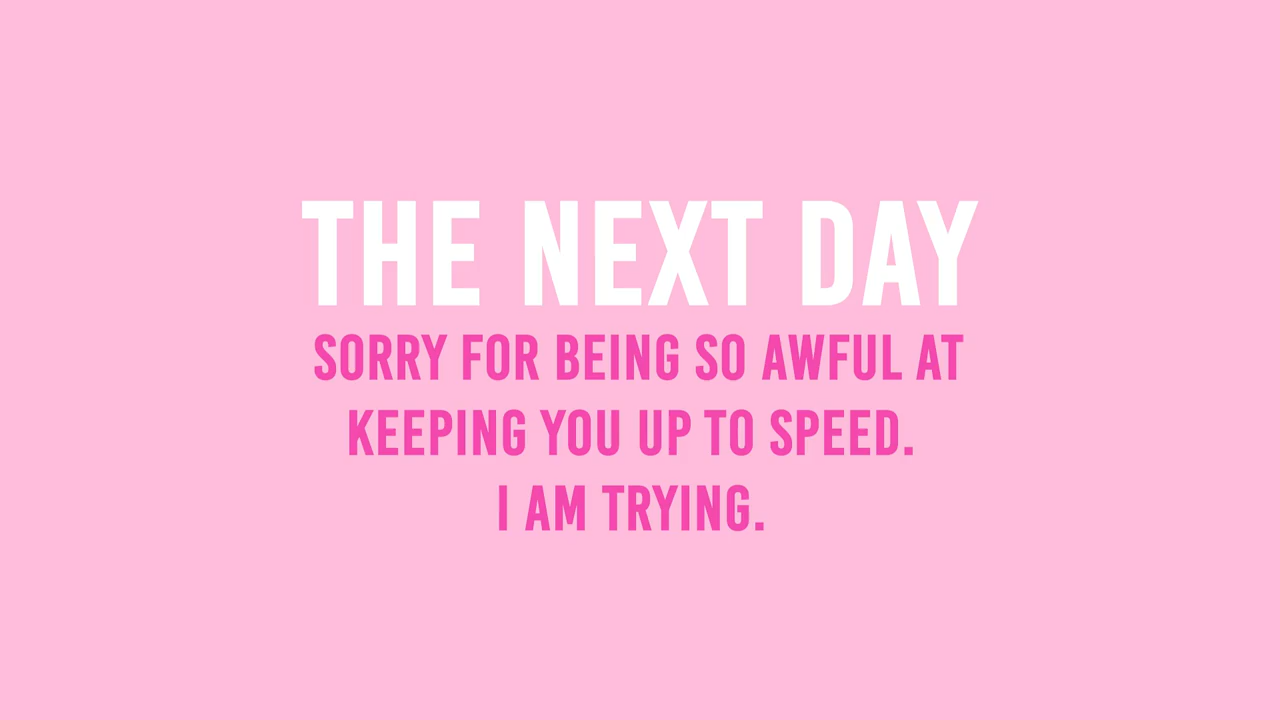 THE NEXT DAY
SORRY FOR BEING SO AWFUL AT
KEEPING YOU UP TO SPEED.
I AM TRYING.